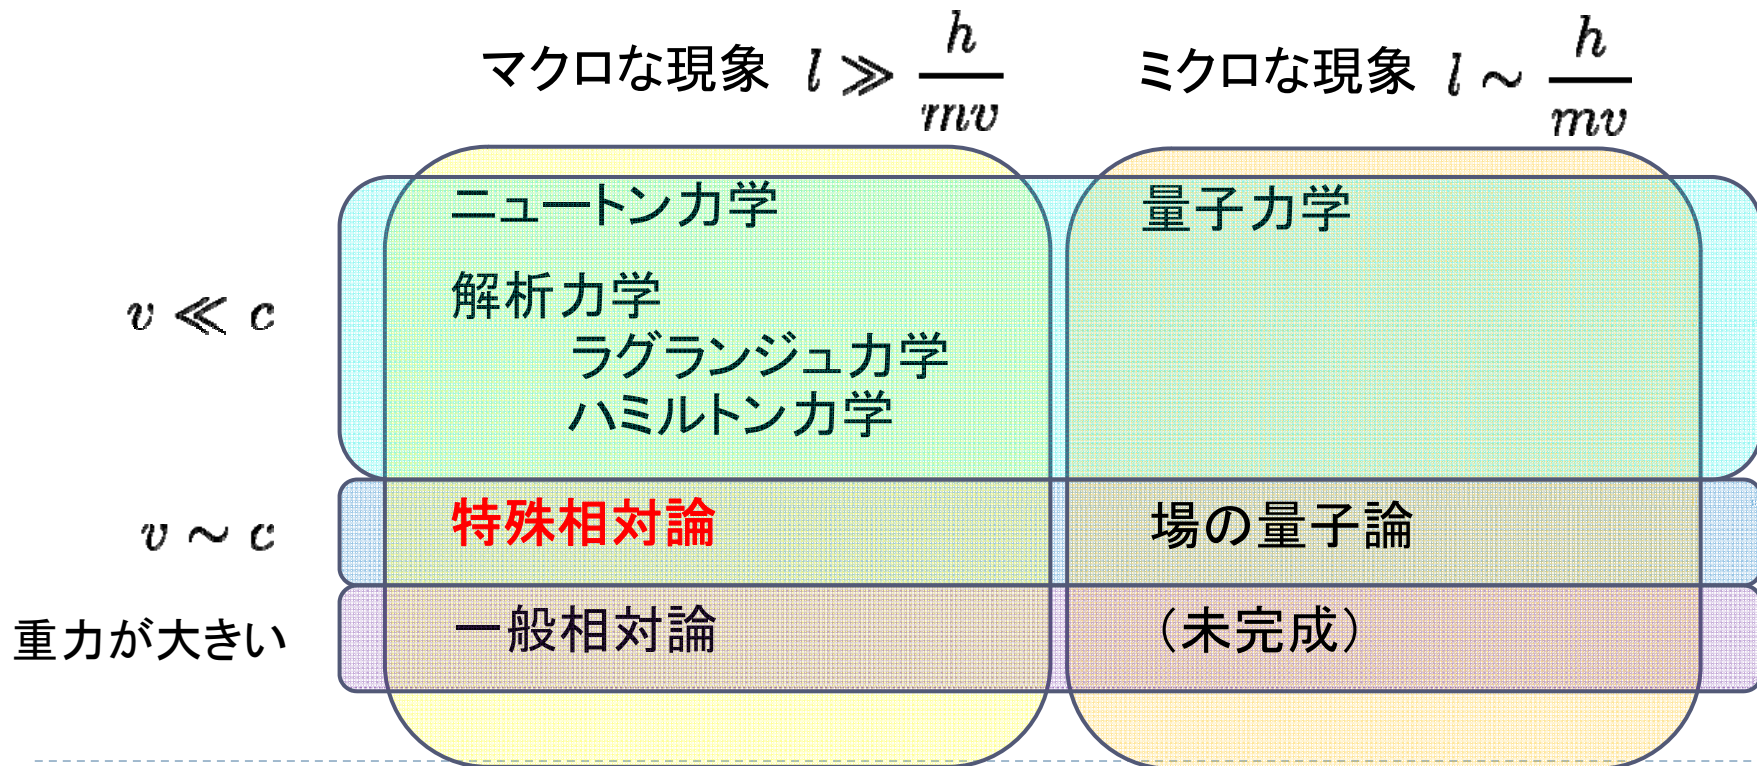 マクロな現象 l ≫ h/mv
ミクロな現象 l ~ h/mv
v ≪ c
ニュートン力学
量子力学
解析力学
ラグランジュ力学
ハミルトン力学
v ~ c
特殊相対論
場の量子論
重力が大きい
一般相対論
（未完成）